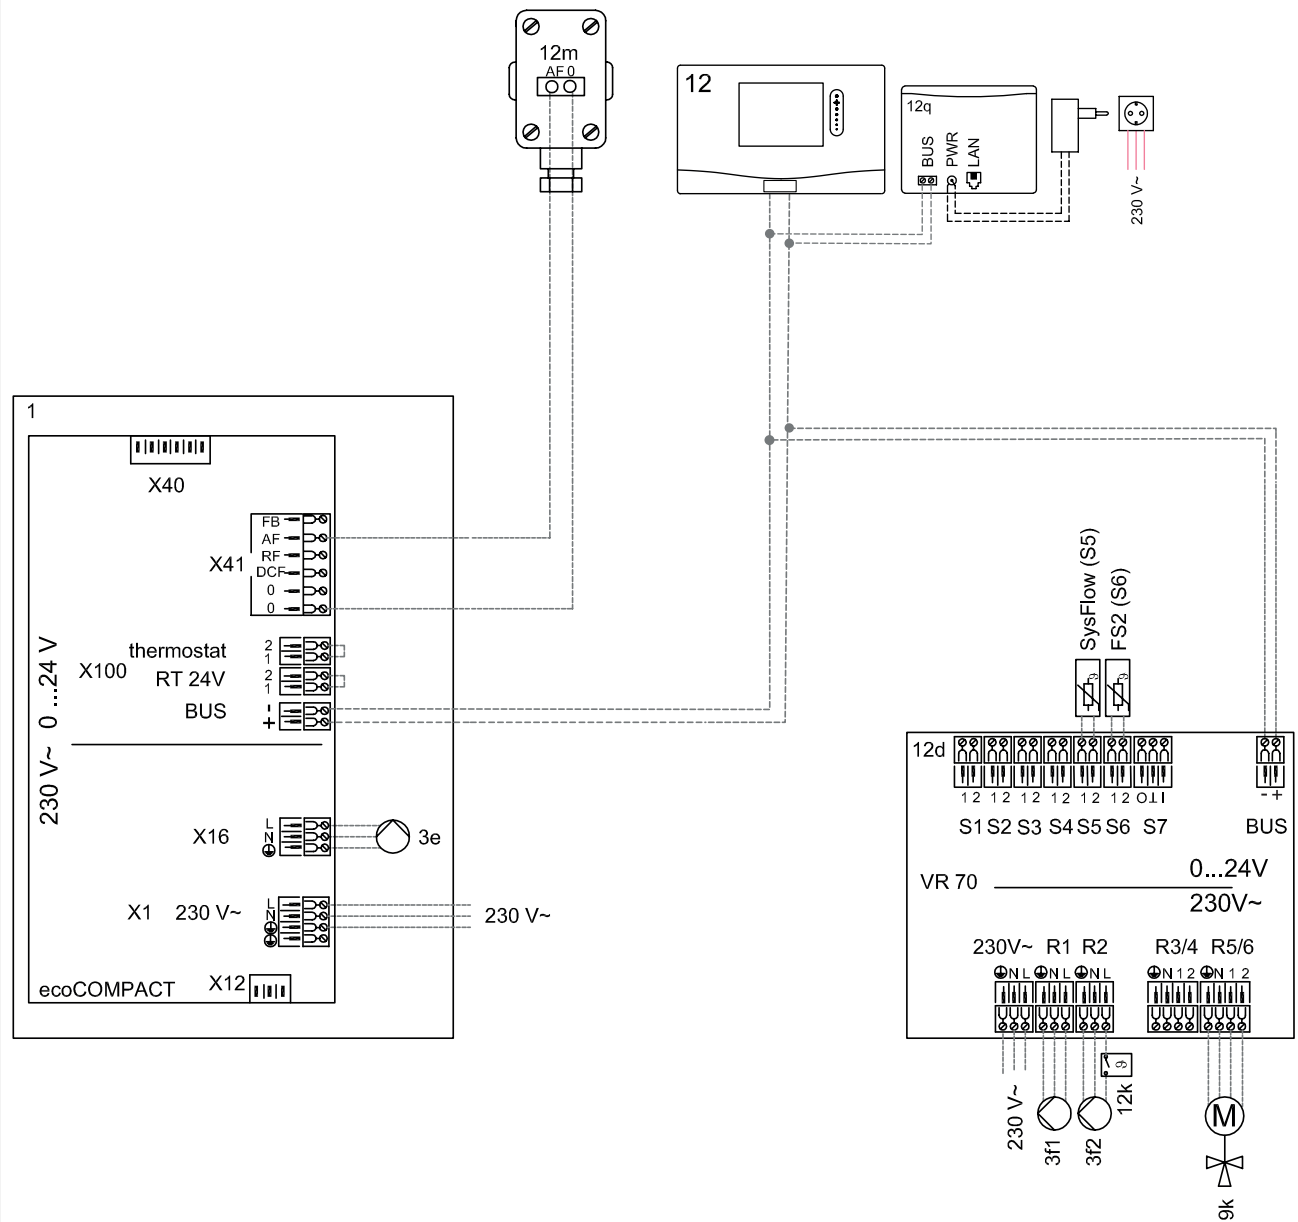 12m
AF 0
12
12q
BUS
PWR
LAN
230 V~
1
X40
X41
FB
AF
RF
DCF
0
0
230 V~ 0 ...24 V
X100
thermostat
2
1
RT 24V
2
1
BUS
-
+
X16
L
N
3e
X1
230 V~
L
N
230 V~
X12
ecoCOMPACT
SysFlow (S5)
FS2 (S6)
12d
1 2
1 2
1 2
1 2
1 2
1 2
O T I
- +
S1 S2 S3 S4 S5 S6 S7
BUS
VR 70
0...24V
230V~
230V~ R1 R2 R3/4 R5/6
N L
N L
N L
N 1 2
N 1 2
230 V~
3f1
3f2
12k
M
9k